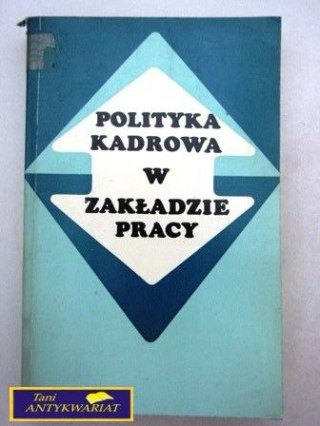 POLITYKA
KADROWA
W
ZAKŁADZIE
PRACY
Tani
ANTYKWARIAT